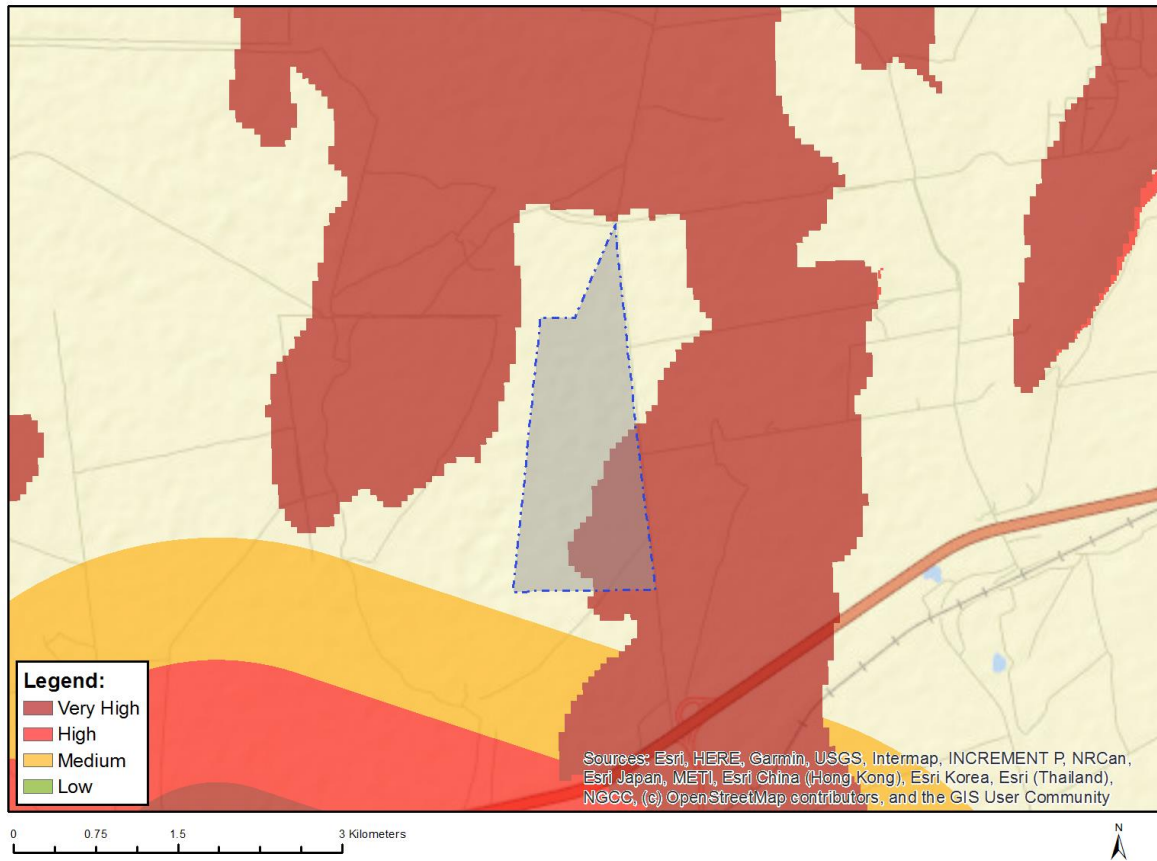 Legend:
Very High
High
Medium
Low
Sources: Esri, HERE, Garmin, USGS, Intermap, INCREMENT P, NRCan,
Esri Japan, METI, Esri China (Hong Kong), Esri Korea, Esri (Thailand),
NGCC, (c) OpenStreetMap contributors, and the GIS User Community
0 0.75 1.5 3 Kilometers
N